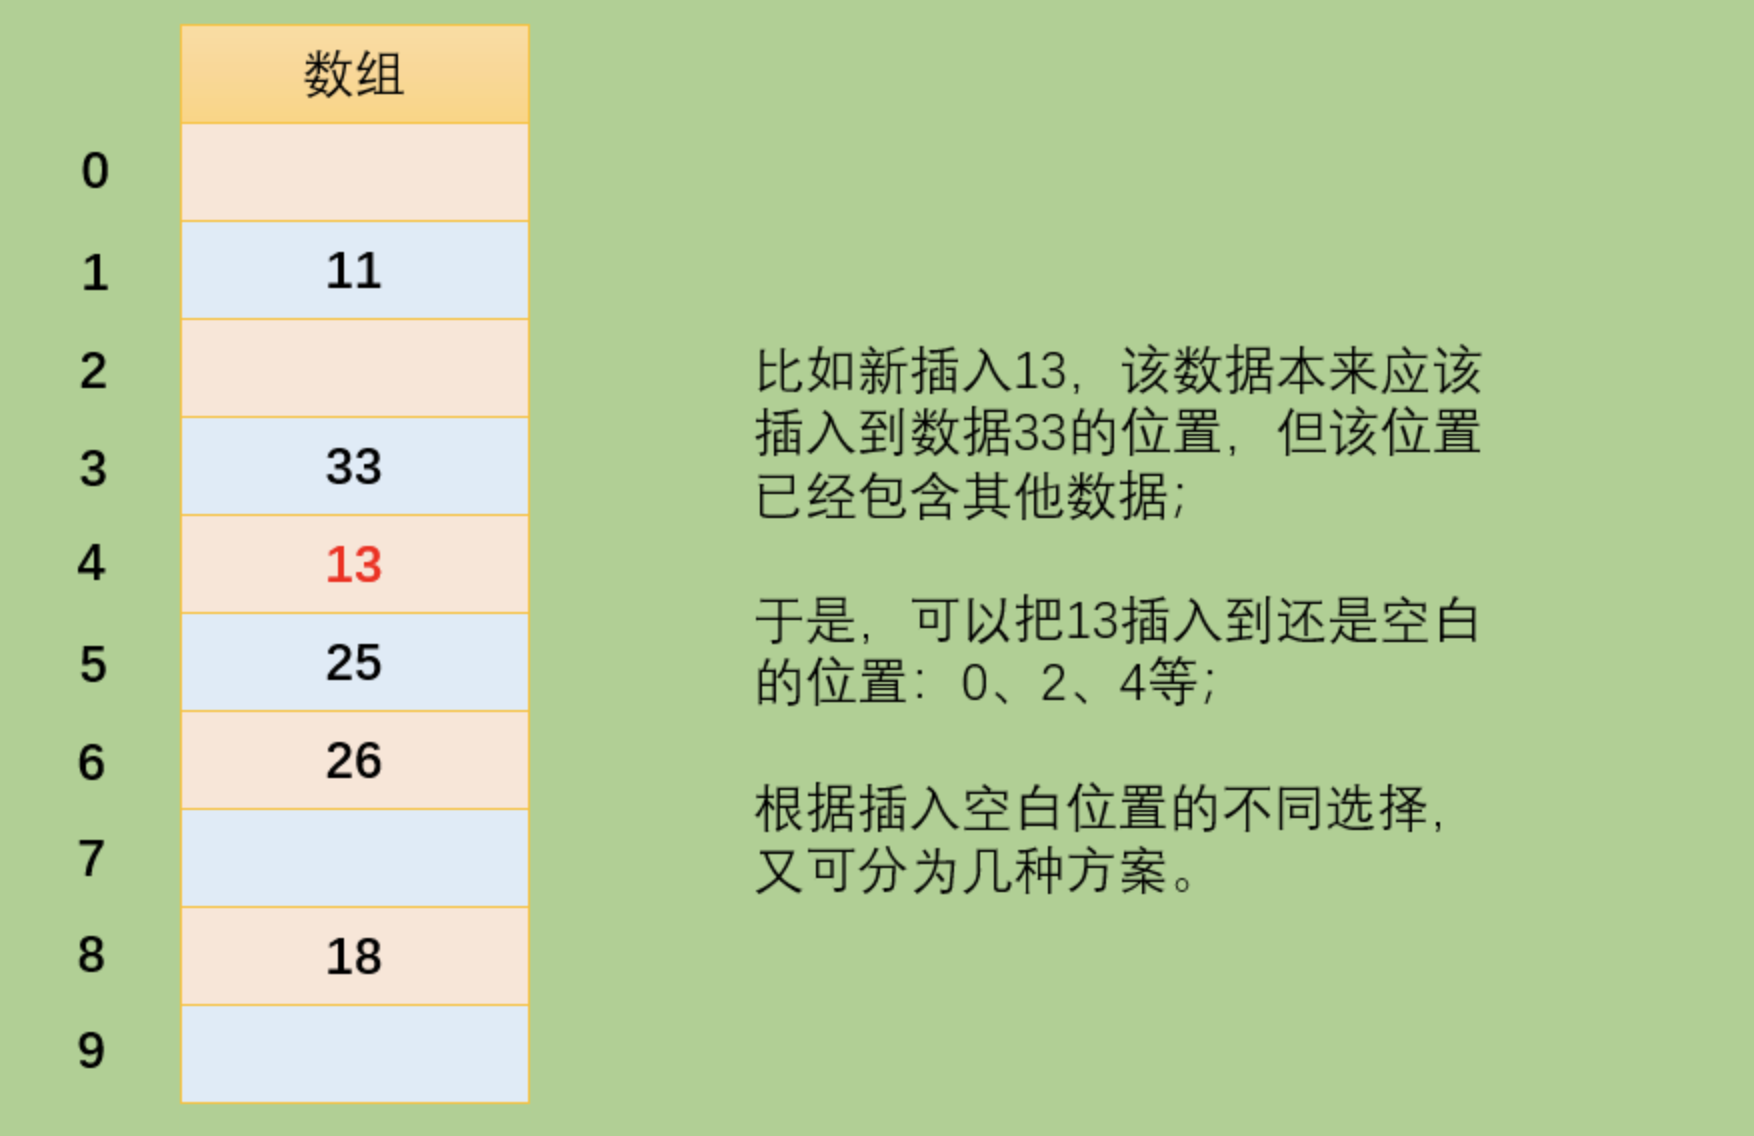 数组
0
1 11
2
3 33
4 13
5 25
6 26
7
8 18
9
比如新插入13，该数据本来应该
插入到数据33的位置，但该位置
已经包含其他数据；
于是，可以把13插入到还是空白
的位置：0、2、4等；
根据插入空白位置的不同选择，
又可分为几种方案。